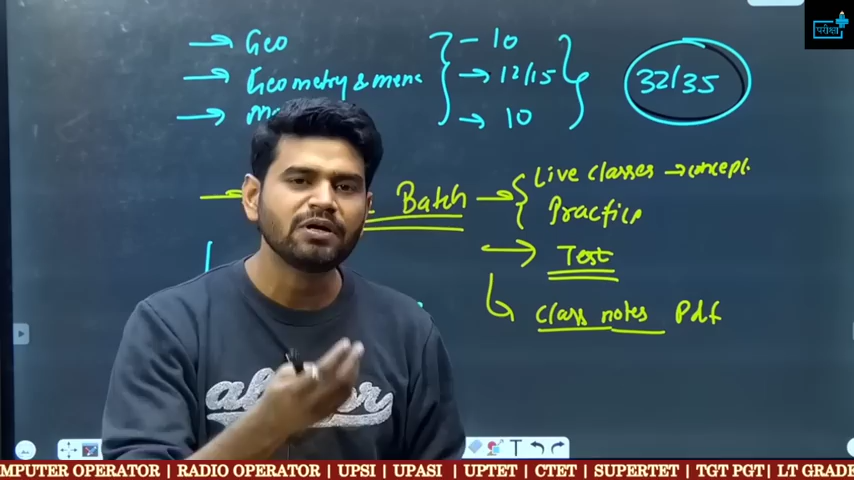 परीक्षा
→ Geo – 10
→ Geometry & mens → 12/15
→ → 10
32/35
→ Batch →
Live classes → concept
Practice
→ Test
class notes Pdf
T
MPUTER OPERATOR | RADIO OPERATOR | UPSI | UPASI | UPTET | CTET | SUPERTET | TGT PGT| LT GRADE